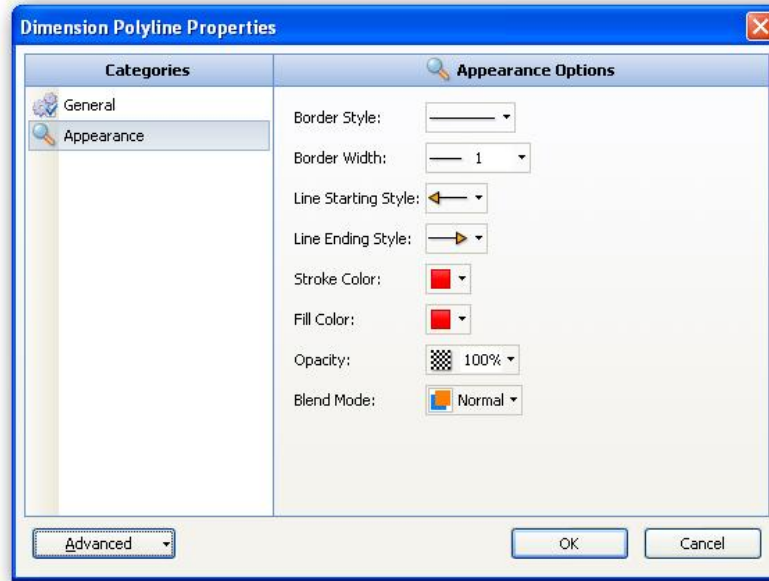 Dimension Polyline Properties
Categories
General
Appearance
Appearance Options
Border Style:
Border Width: 1
Line Starting Style:
Line Ending Style:
Stroke Color:
Fill Color:
Opacity: 100%
Blend Mode: Normal
Advanced
OK
Cancel